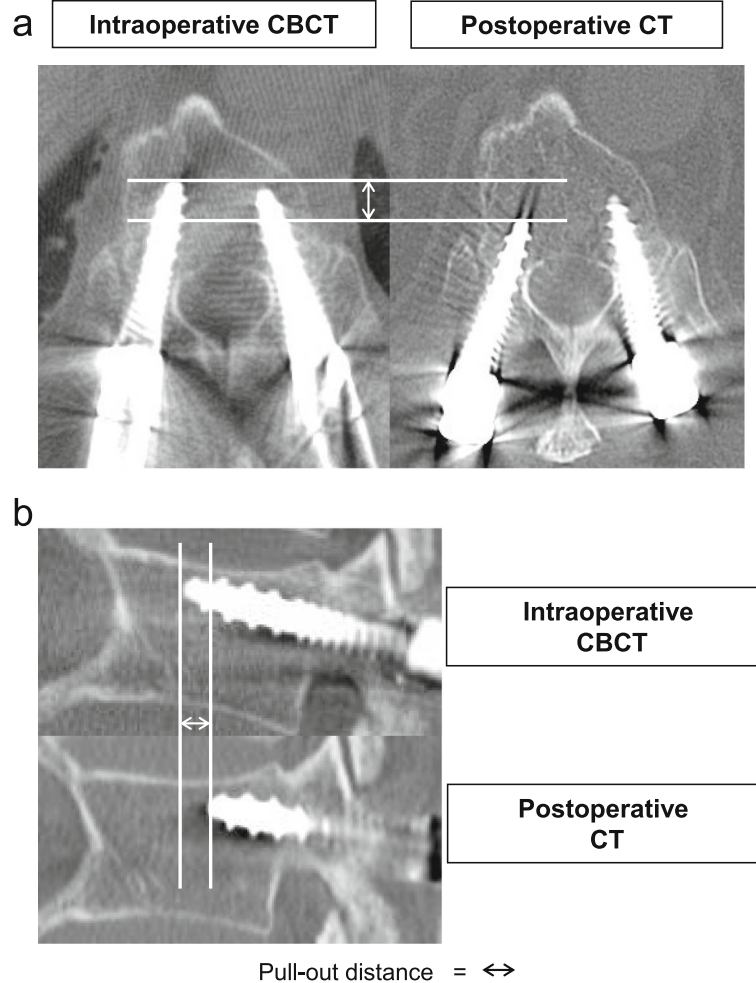 a
Intraoperative CBCT
Postoperative CT
b
Intraoperative
CBCT
Postoperative
CT
Pull-out distance = ↔